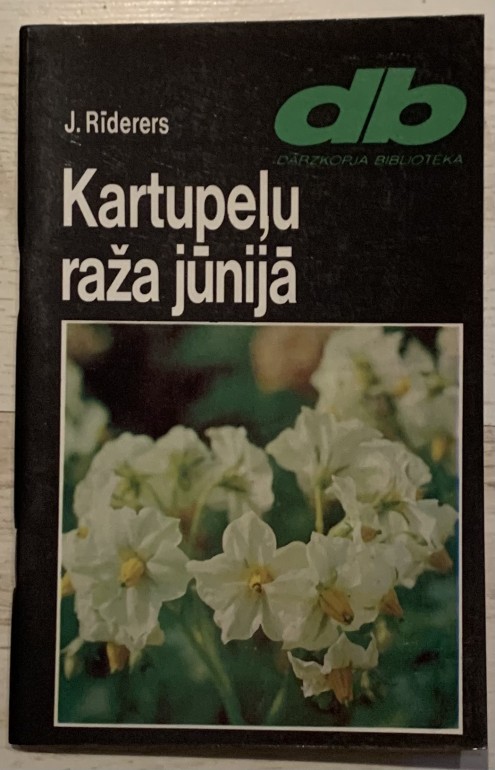 J. Rīderers
db
DĀRZKOPJA BIBLIOTĒKA
Kartupeļu
raža jūnijā